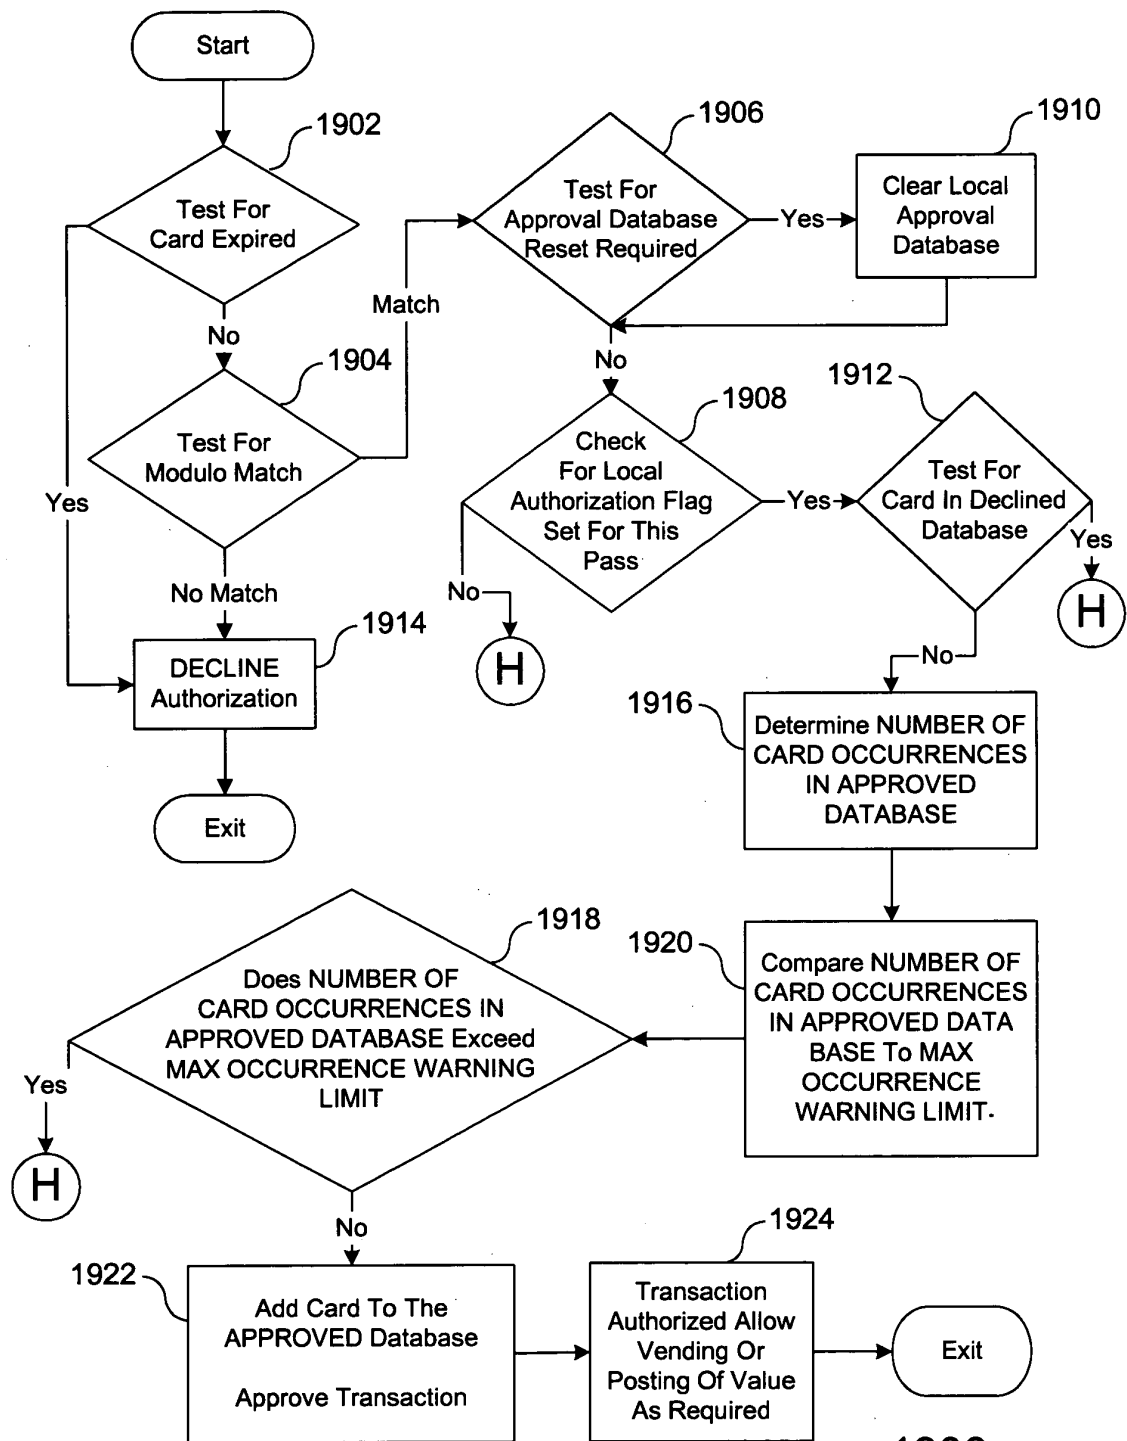 Start
1902
Test For
Card Expired
No
1904
Test For
Modulo Match
Yes
No Match
1914
DECLINE
Authorization
Exit
Match
1906
Test For
Approval Database
Reset Required
Yes
1910
Clear Local
Approval
Database
No
1908
Check
For Local
Authorization Flag
Set For This
Pass
No
H
Yes
1912
Test For
Card In Declined
Database
Yes
H
No
1916
Determine NUMBER OF
CARD OCCURRENCES
IN APPROVED
DATABASE
1920
Compare NUMBER OF
CARD OCCURRENCES
IN APPROVED DATA
BASE To MAX
OCCURRENCE
WARNING LIMIT.
1918
Does NUMBER OF
CARD OCCURRENCES IN
APPROVED DATABASE Exceed
MAX OCCURRENCE WARNING
LIMIT
Yes
H
No
1922
Add Card To The
APPROVED Database
Approve Transaction
1924
Transaction
Authorized Allow
Vending Or
Posting Of Value
As Required
Exit